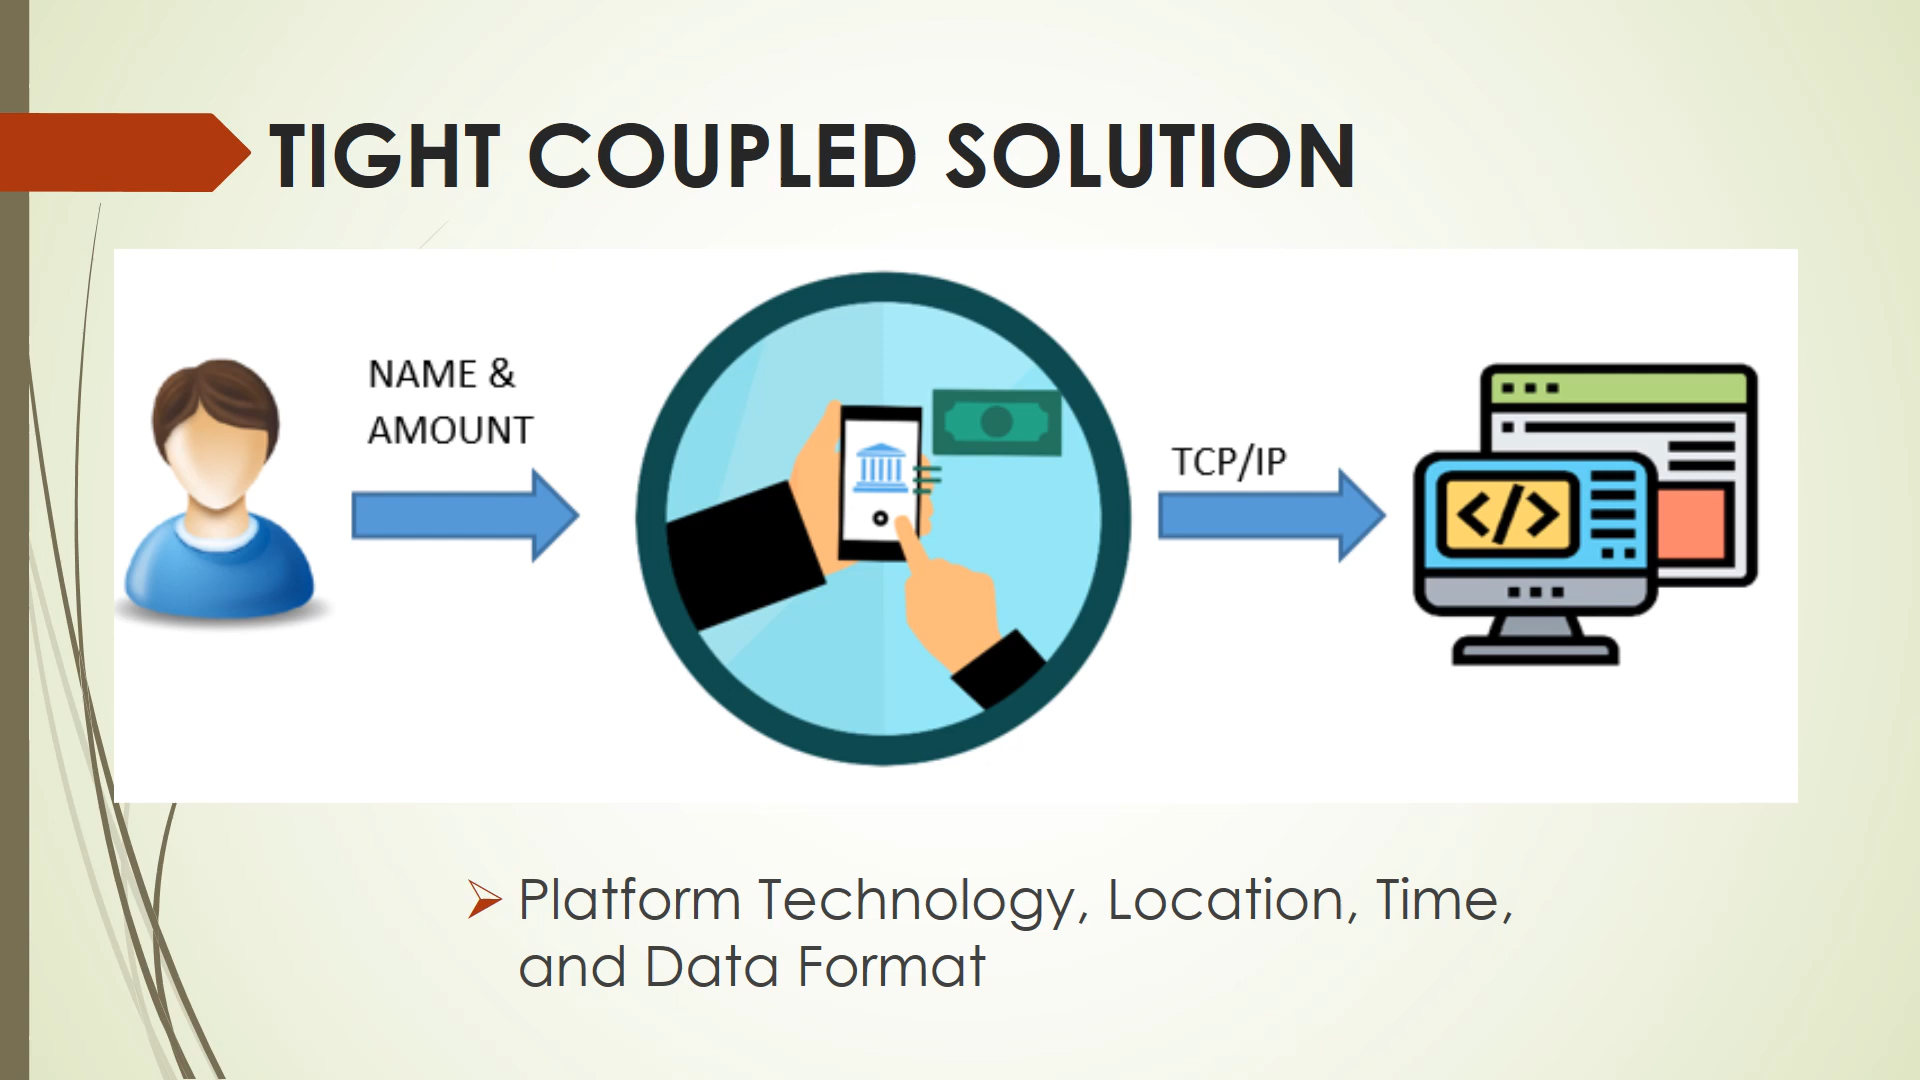 TIGHT COUPLED SOLUTION
NAME &
AMOUNT
TCP/IP
</>
Platform Technology, Location, Time,
and Data Format